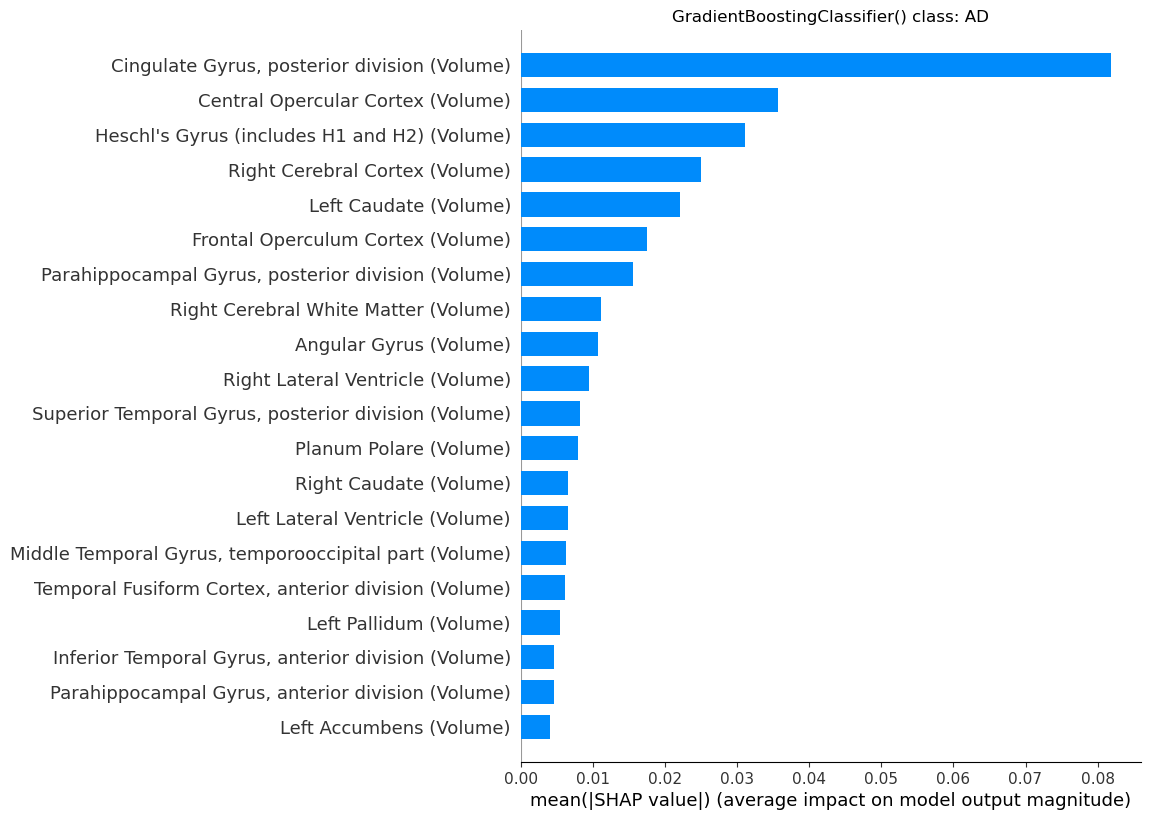 GradientBoostingClassifier() class: AD
Cingulate Gyrus, posterior division (Volume)
Central Opercular Cortex (Volume)
Heschl's Gyrus (includes H1 and H2) (Volume)
Right Cerebral Cortex (Volume)
Left Caudate (Volume)
Frontal Operculum Cortex (Volume)
Parahippocampal Gyrus, posterior division (Volume)
Right Cerebral White Matter (Volume)
Angular Gyrus (Volume)
Right Lateral Ventricle (Volume)
Superior Temporal Gyrus, posterior division (Volume)
Planum Polare (Volume)
Right Caudate (Volume)
Left Lateral Ventricle (Volume)
Middle Temporal Gyrus, temporooccipital part (Volume)
Temporal Fusiform Cortex, anterior division (Volume)
Left Pallidum (Volume)
Inferior Temporal Gyrus, anterior division (Volume)
Parahippocampal Gyrus, anterior division (Volume)
Left Accumbens (Volume)
0.00 0.01 0.02 0.03 0.04 0.05 0.06 0.07 0.08
mean(|SHAP value|) (average impact on model output magnitude)